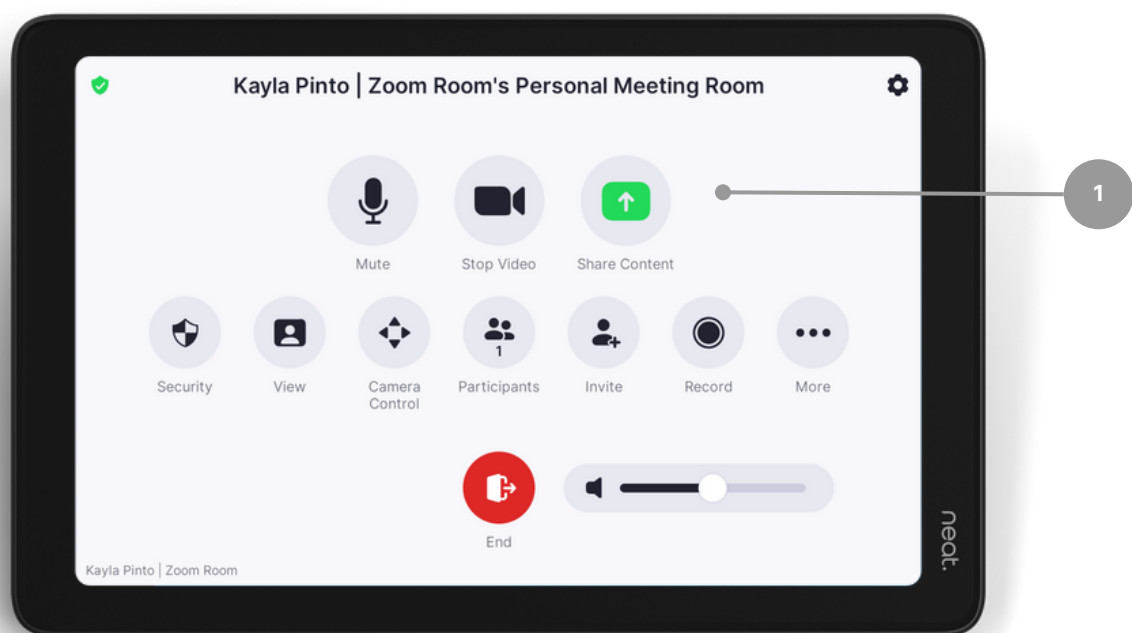 Kayla Pinto | Zoom Room's Personal Meeting Room
1
Mute
Stop Video
Share Content
1
Security
View
Camera
Control
Participants
Invite
Record
More
End
neat.
Kayla Pinto | Zoom Room